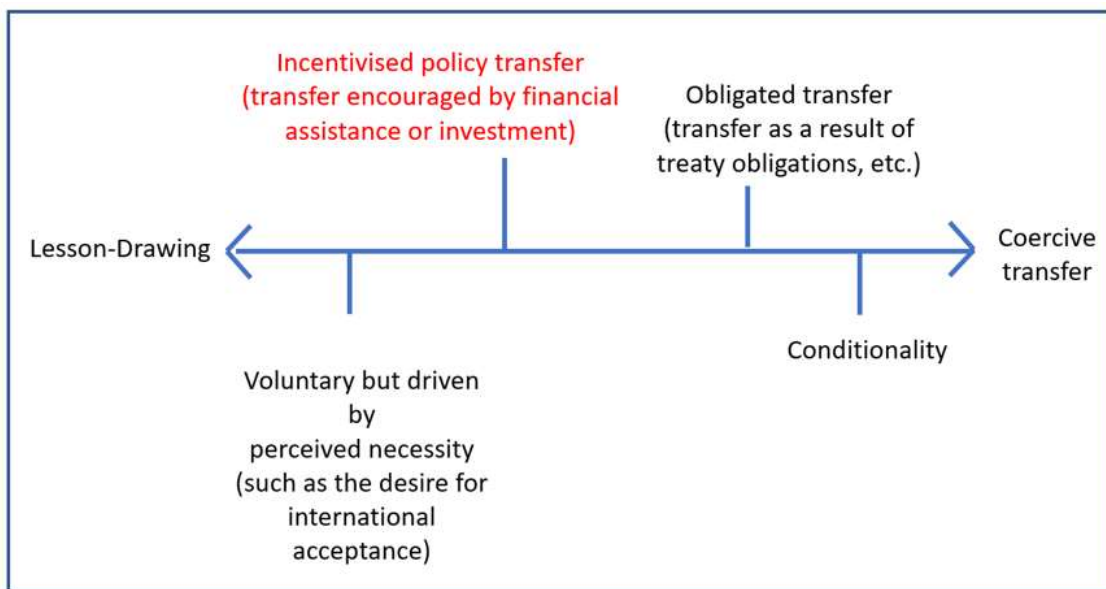 Incentivised policy transfer
(transfer encouraged by financial
assistance or investment)
Obligated transfer
(transfer as a result of
treaty obligations, etc.)
Lesson-Drawing
Coercive
transfer
Voluntary but driven
by
perceived necessity
(such as the desire for
international
acceptance)
Conditionality